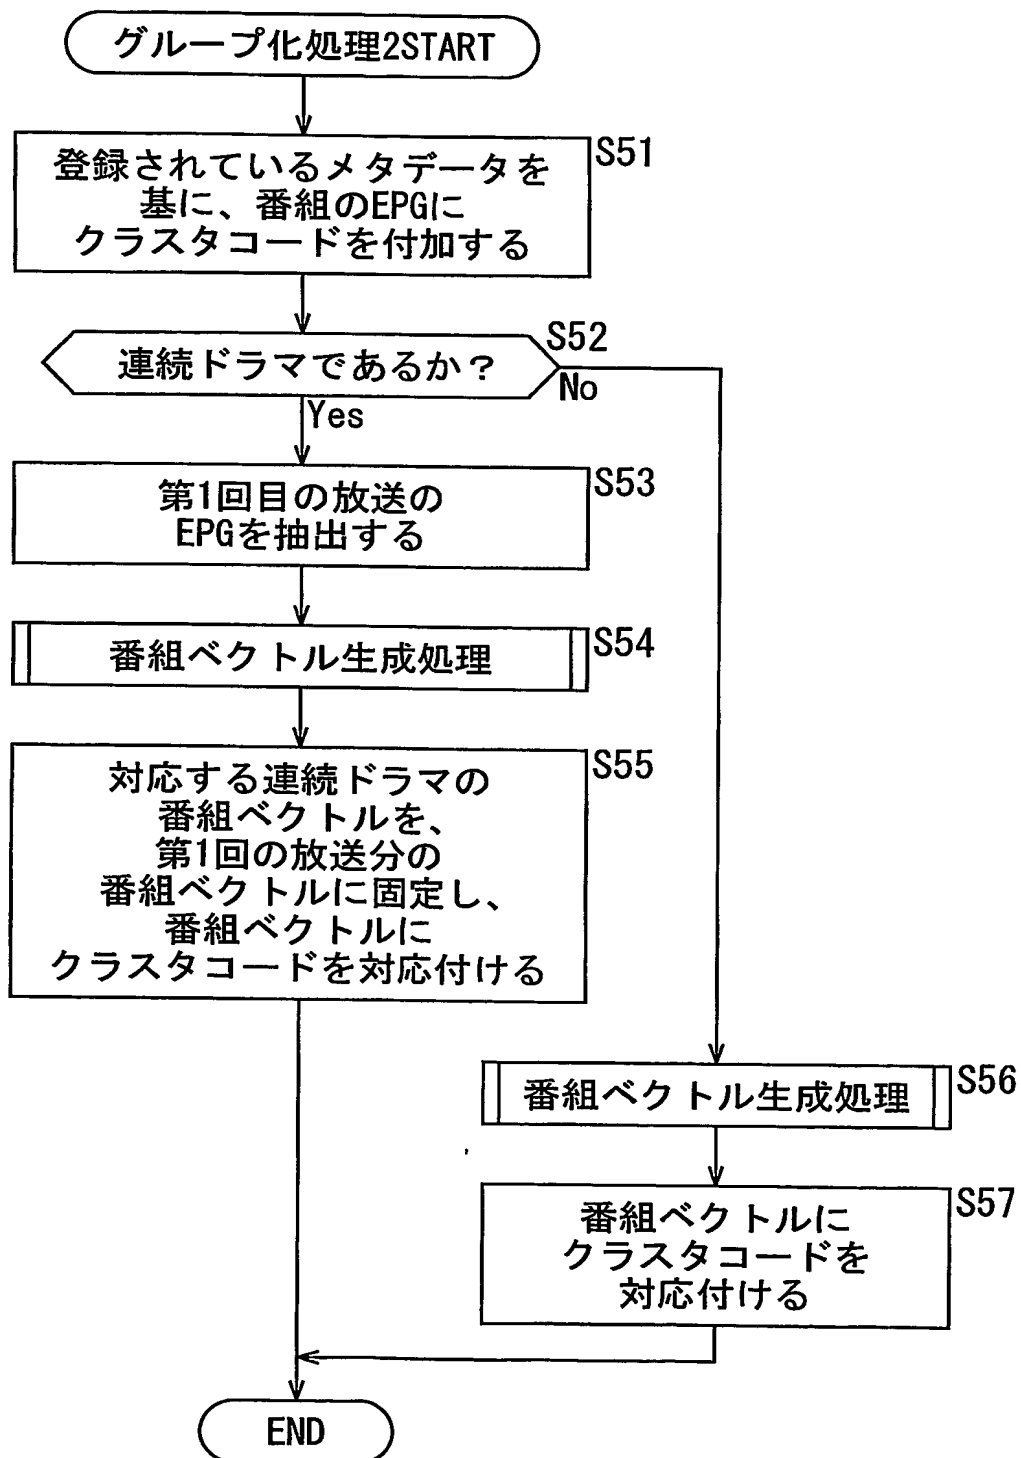 グループ化処理2START
S51
登録されているメタデータを
基に、番組のEPGに
クラスタコードを付加する
S52
連続ドラマであるか？
No
Yes
S53
第1回目の放送の
EPGを抽出する
S54
番組ベクトル生成処理
S55
対応する連続ドラマの
番組ベクトルを、
第1回の放送分の
番組ベクトルに固定し、
番組ベクトルに
クラスタコードを対応付ける
S56
番組ベクトル生成処理
S57
番組ベクトルに
クラスタコードを
対応付ける
END